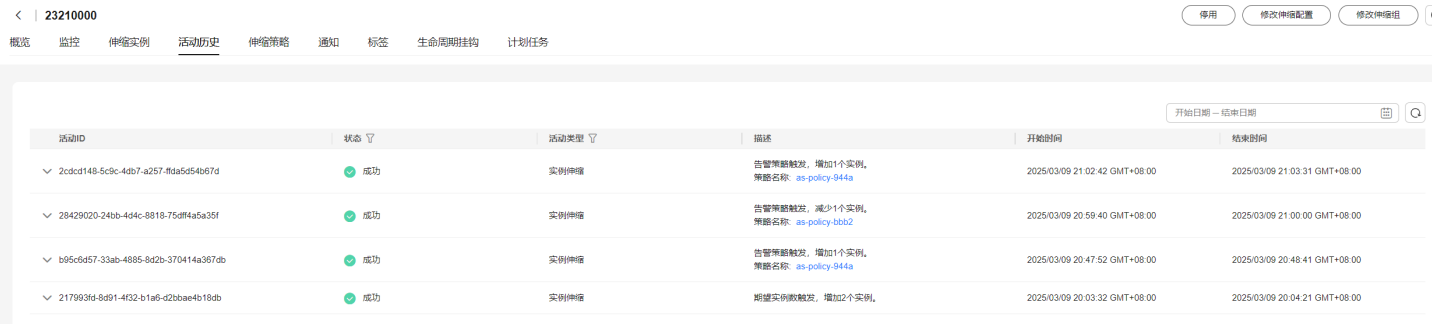 23210000
停用 修改伸缩配置 修改伸缩组
概览 监控 伸缩实例 活动历史 伸缩策略 通知 标签 生命周期挂钩 计划任务
开始日期 – 结束日期
活动ID 状态 活动类型 描述 开始时间 结束时间
2cdcd148-5c9c-4db7-a257-ffda5d54b67d 成功 实例伸缩 告警策略触发，增加1个实例。 2025/03/09 21:02:42 GMT+08:00 2025/03/09 21:03:31 GMT+08:00
策略名称: as-policy-944a
28429020-24bb-4d4c-8818-75dff4a5a35f 成功 实例伸缩 告警策略触发，减少1个实例。 2025/03/09 20:59:40 GMT+08:00 2025/03/09 21:00:00 GMT+08:00
策略名称: as-policy-bbb2
b95c6d57-33ab-4885-8d2b-370414a367db 成功 实例伸缩 告警策略触发，增加1个实例。 2025/03/09 20:47:52 GMT+08:00 2025/03/09 20:48:41 GMT+08:00
策略名称: as-policy-944a
217993fd-8d91-4f32-b1a6-d2bbae4b18db 成功 实例伸缩 期望实例数触发，增加2个实例。 2025/03/09 20:03:32 GMT+08:00 2025/03/09 20:04:21 GMT+08:00